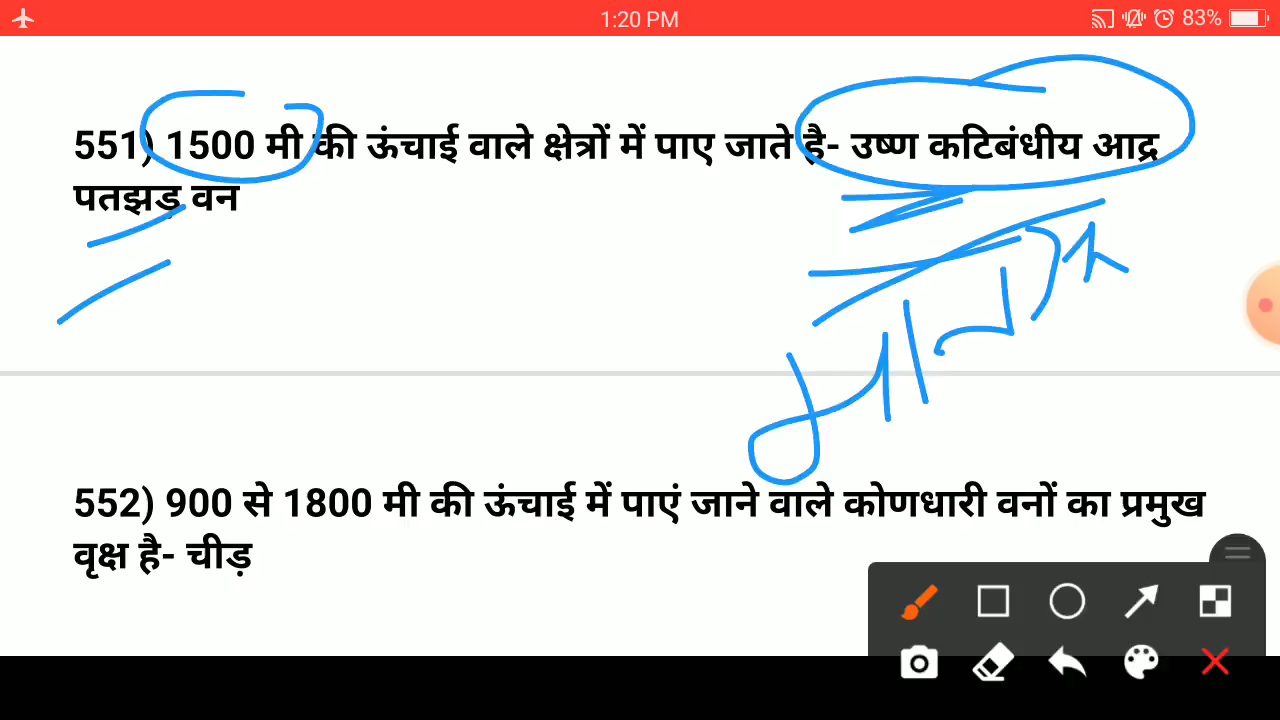 1:20 PM
83%
551) 1500 मी की ऊंचाई वाले क्षेत्रों में पाए जाते है- उष्ण कटिबंधीय आद्र
पतझड़ वन
552) 900 से 1800 मी की ऊंचाई में पाएं जाने वाले कोणधारी वनों का प्रमुख
वृक्ष है- चीड़